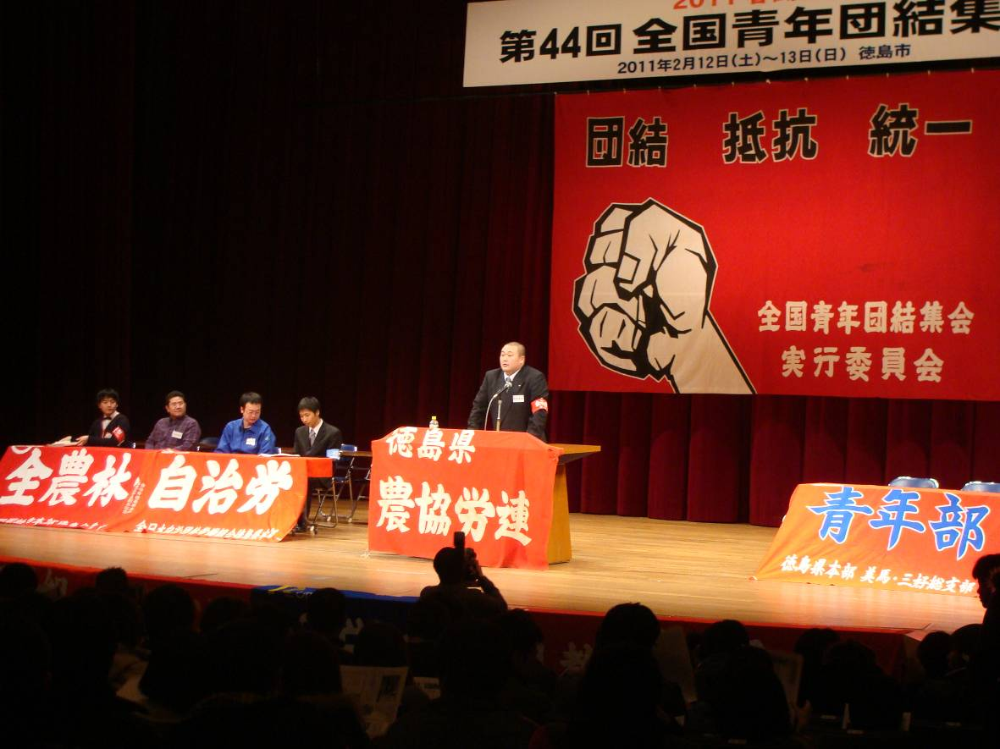 2011
第44回 全国青年団結集
2011年2月12日(土)～13日(日) 徳島市
団結 抵抗 統一
全国青年団結集会
実行委員会
全農林
自治労
徳島県
農協労連
青年部
徳島県本部 美馬・三好総支部